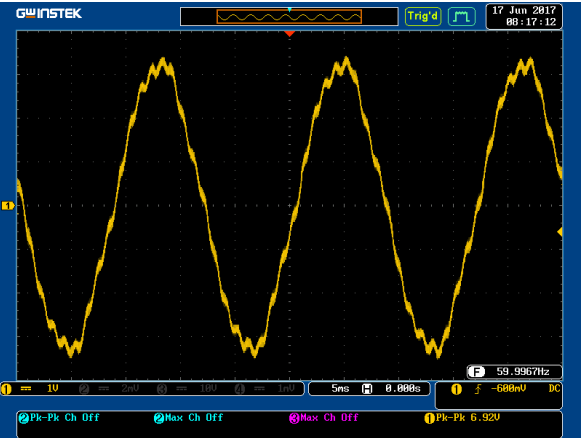 GWINSTEK Trig'd 17 Jun 2017
08:17:12
1
F 59.9967Hz
1 1V 2 2mV 3 10V 4 1mV 5ms H 0.000s 1 -600mV DC
2 Pk-Pk Ch Off 2 Max Ch Off 3 Max Ch Off 1 Pk-Pk 6.92V